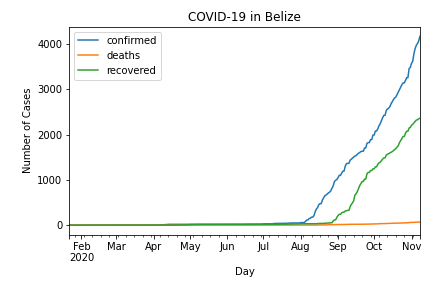 COVID-19 in Belize
confirmed
deaths
recovered
Number of Cases
4000
3000
2000
1000
0
Feb Mar Apr May Jun Jul Aug Sep Oct Nov
2020
Day